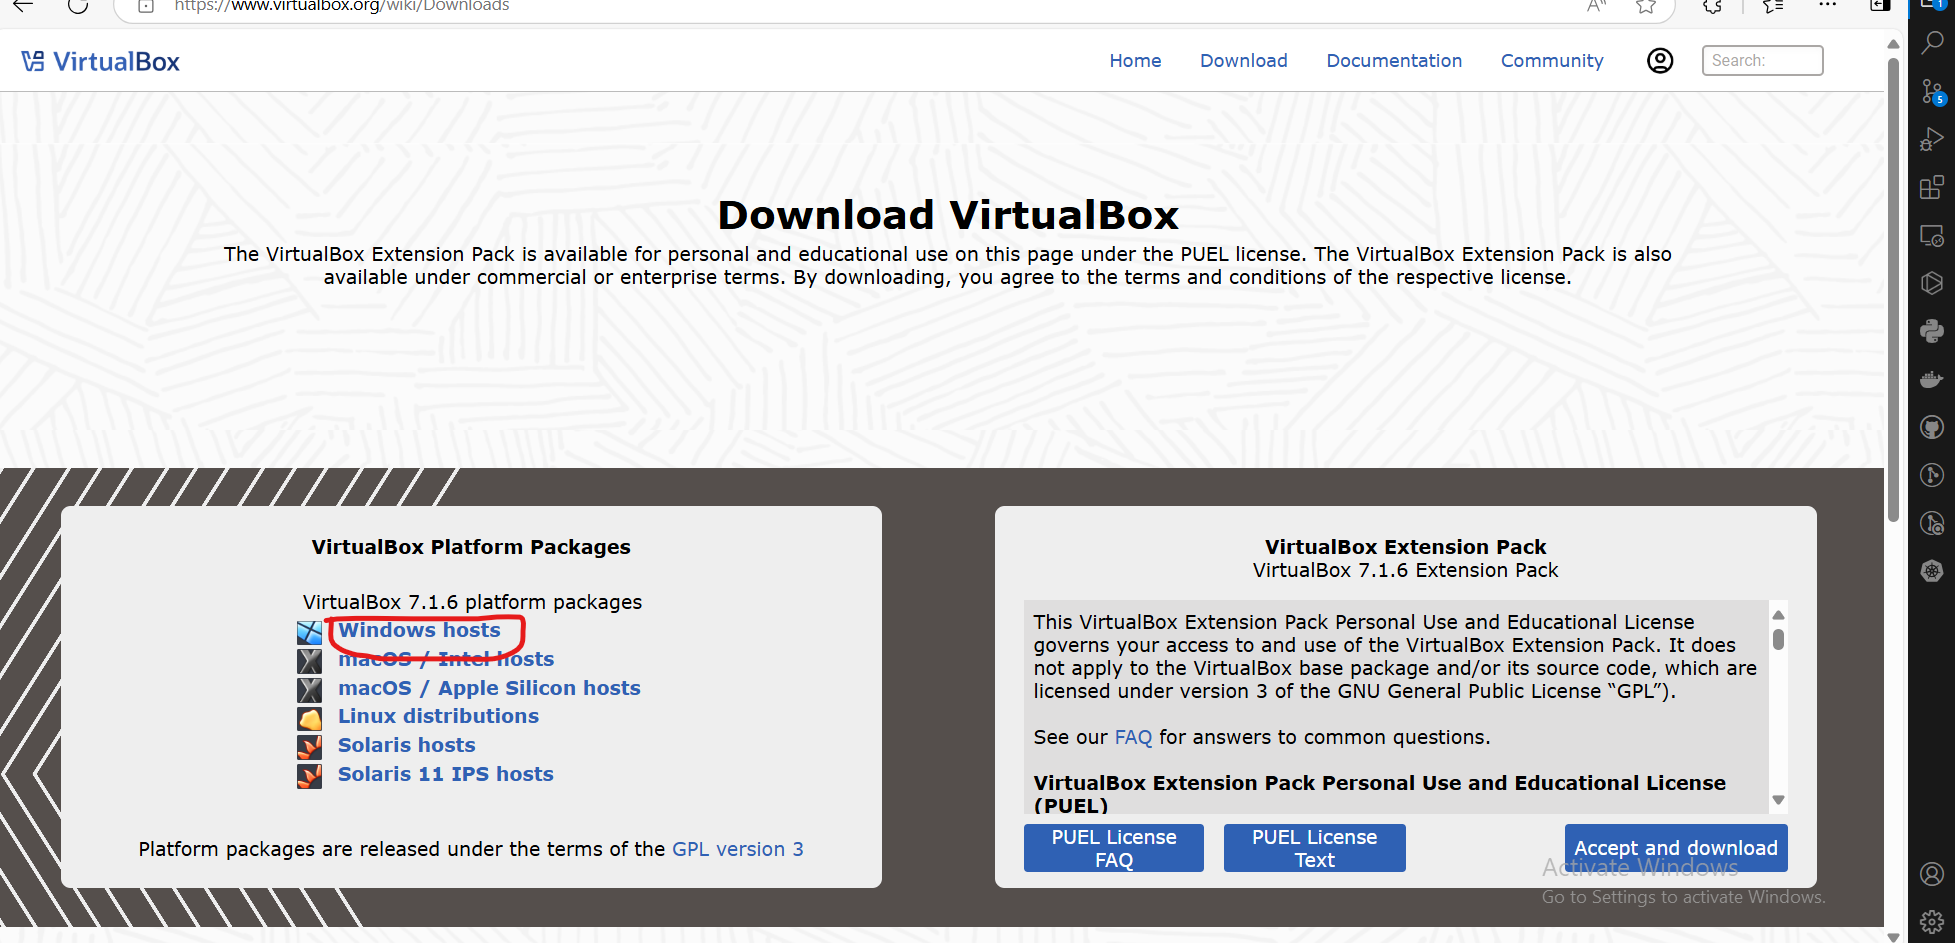 https://www.virtualbox.org/wiki/Downloads
1
VirtualBox
Home Download Documentation Community
Search:
5
Download VirtualBox
The VirtualBox Extension Pack is available for personal and educational use on this page under the PUEL license. The VirtualBox Extension Pack is also
available under commercial or enterprise terms. By downloading, you agree to the terms and conditions of the respective license.
VirtualBox Platform Packages
VirtualBox 7.1.6 platform packages
Windows hosts
macOS / Intel hosts
macOS / Apple Silicon hosts
Linux distributions
Solaris hosts
Solaris 11 IPS hosts
Platform packages are released under the terms of the GPL version 3
VirtualBox Extension Pack
VirtualBox 7.1.6 Extension Pack
This VirtualBox Extension Pack Personal Use and Educational License
governs your access to and use of the VirtualBox Extension Pack. It does
not apply to the VirtualBox base package and/or its source code, which are
licensed under version 3 of the GNU General Public License “GPL”).
See our FAQ for answers to common questions.
VirtualBox Extension Pack Personal Use and Educational License
(PUEL)
PUEL License
FAQ
PUEL License
Text
Accept and download
Activate Windows
Go to Settings to activate Windows.